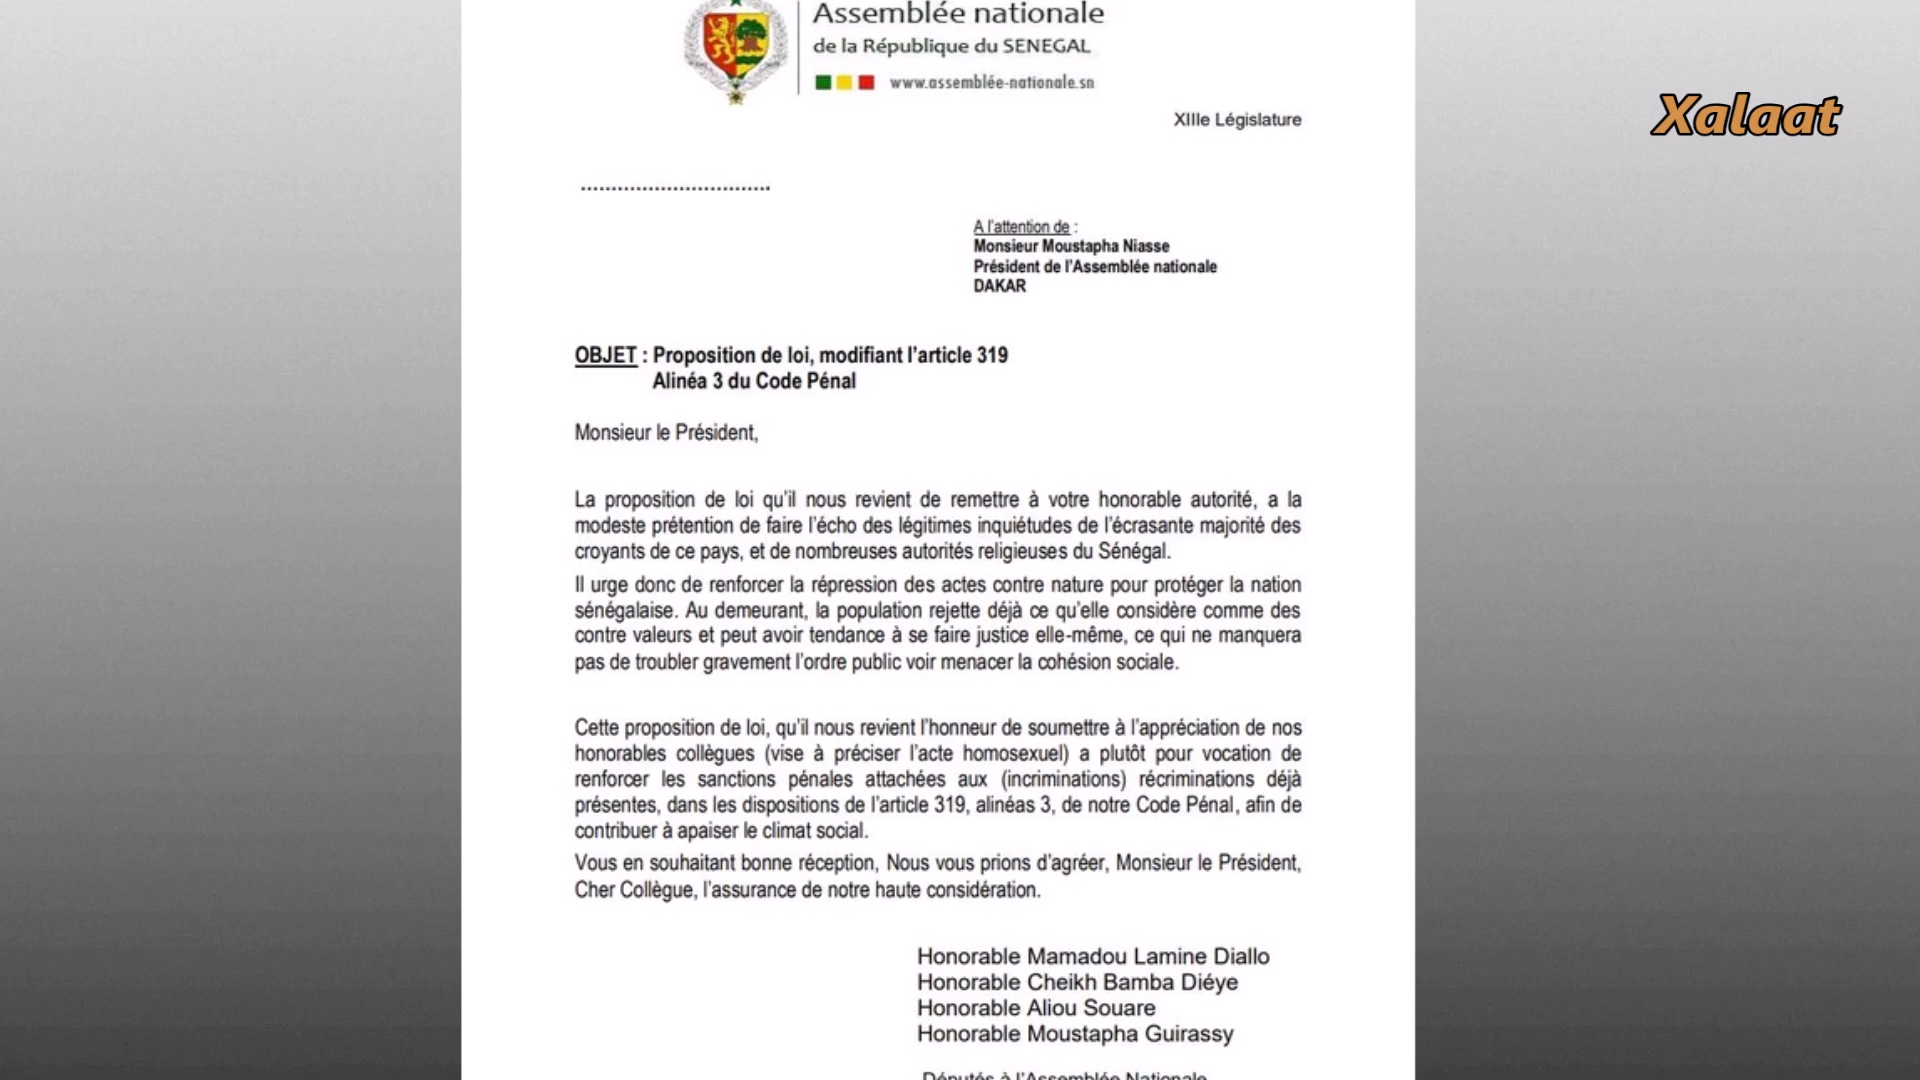 Assemblée nationale
de la République du SENEGAL
www.assemblée-nationale.sn
XIIIe Législature
Xalaat
................................
A l'attention de :
Monsieur Moustapha Niasse
Président de l'Assemblée nationale
DAKAR
OBJET : Proposition de loi, modifiant l'article 319
Alinéa 3 du Code Pénal
Monsieur le Président,
La proposition de loi qu'il nous revient de remettre à votre honorable autorité, a la
modeste prétention de faire l'écho des légitimes inquiétudes de l'écrasante majorité des
croyants de ce pays, et de nombreuses autorités religieuses du Sénégal.
Il urge donc de renforcer la répression des actes contre nature pour protéger la nation
sénégalaise. Au demeurant, la population rejette déjà ce qu'elle considère comme des
contre valeurs et peut avoir tendance à se faire justice elle-même, ce qui ne manquera
pas de troubler gravement l'ordre public voir menacer la cohésion sociale.
Cette proposition de loi, qu'il nous revient l'honneur de soumettre à l'appréciation de nos
honorables collègues (vise à préciser l'acte homosexuel) a plutôt pour vocation de
renforcer les sanctions pénales attachées aux (incriminations) récriminations déjà
présentes, dans les dispositions de l'article 319, alinéas 3, de notre Code Pénal, afin de
contribuer à apaiser le climat social.
Vous en souhaitant bonne réception, Nous vous prions d'agréer, Monsieur le Président,
Cher Collègue, l'assurance de notre haute considération.
Honorable Mamadou Lamine Diallo
Honorable Cheikh Bamba Diéye
Honorable Aliou Souare
Honorable Moustapha Guirassy
Députés à l'Assemblée Nationale